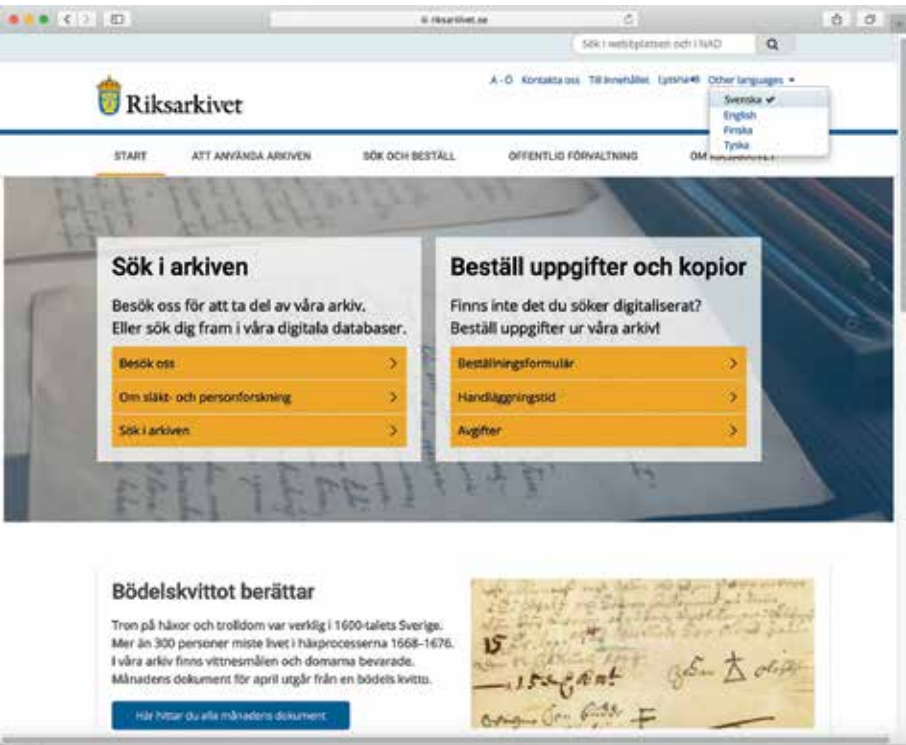 riksarkivet.se
Sök i webbplatsen och i NAD
Riksarkivet
A - Ö Kontakta oss Till innehållet Lyssna Other languages
Svenska ✔
English
Finska
Tyska
START ATT ANVÄNDA ARKIVEN SÖK OCH BESTÄLL OFFENTLIG FÖRVALTNING OM RIKSARKIVET
Sök i arkiven
Besök oss för att ta del av våra arkiv.
Eller sök dig fram i våra digitala databaser.
Besök oss
Om släkt- och personforskning
Sök i arkiven
Beställ uppgifter och kopior
Finns inte det du söker digitaliserat?
Beställ uppgifter ur våra arkiv!
Beställningsformulär
Handläggningstid
Avgifter
Bödelskvittot berättar
Tron på häxor och trolldom var verklig i 1600-talets Sverige.
Mer än 300 personer miste livet i häxprocesserna 1668–1676.
I våra arkiv finns vittnesmålen och domarna bevarade.
Månadens dokument för april utgår från en bödels kvitto.
Här hittar du alla månadens dokument
15